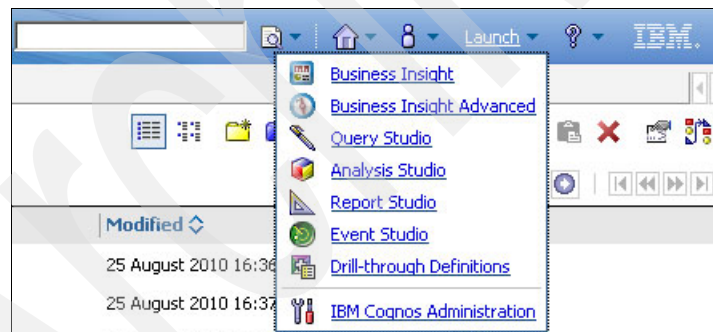 Launch
IBM.
Business Insight
Business Insight Advanced
Query Studio
Analysis Studio
Report Studio
Modified
Event Studio
25 August 2010 16:36
Drill-through Definitions
25 August 2010 16:37
IBM Cognos Administration